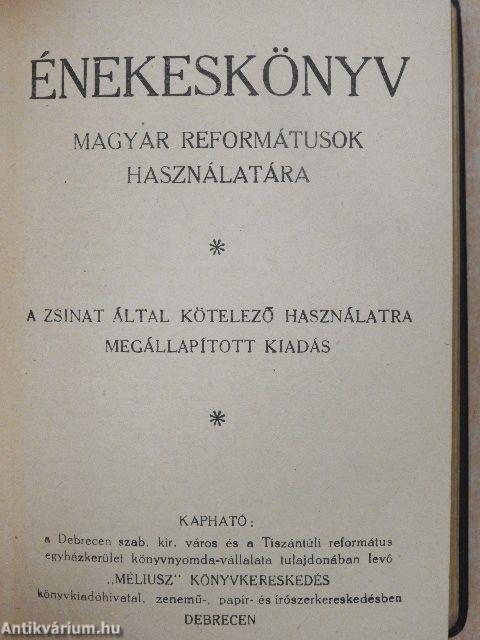 ÉNEKESKÖNYV
MAGYAR REFORMÁTUSOK
HASZNÁLATÁRA
*
A ZSINAT ÁLTAL KÖTELEZŐ HASZNÁLATRA
MEGÁLLAPÍTOTT KIADÁS
*
KAPHATÓ:
a Debrecen szab. kir. város és a Tiszántúli református
egyházkerület könyvnyomda-vállalata tulajdonában levő
„MÉLIUSZ" KÖNYVKERESKEDÉS
könyvkiadóhivatal, zenemű-, papír- és írószerkereskedésben
DEBRECEN
Antikvárium.hu